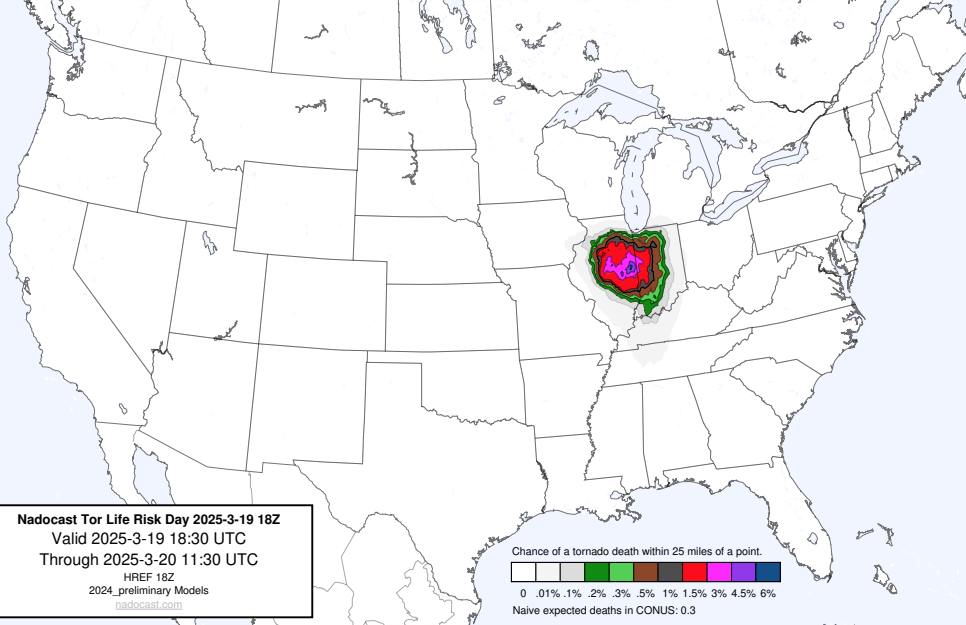 Nadocast Tor Life Risk Day 2025-3-19 18Z
Valid 2025-3-19 18:30 UTC
Through 2025-3-20 11:30 UTC
HREF 18Z
2024_preliminary Models
nadocast.com
Chance of a tornado death within 25 miles of a point.
0 .01% .1% .2% .3% .5% 1% 1.5% 3% 4.5% 6%
Naive expected deaths in CONUS: 0.3